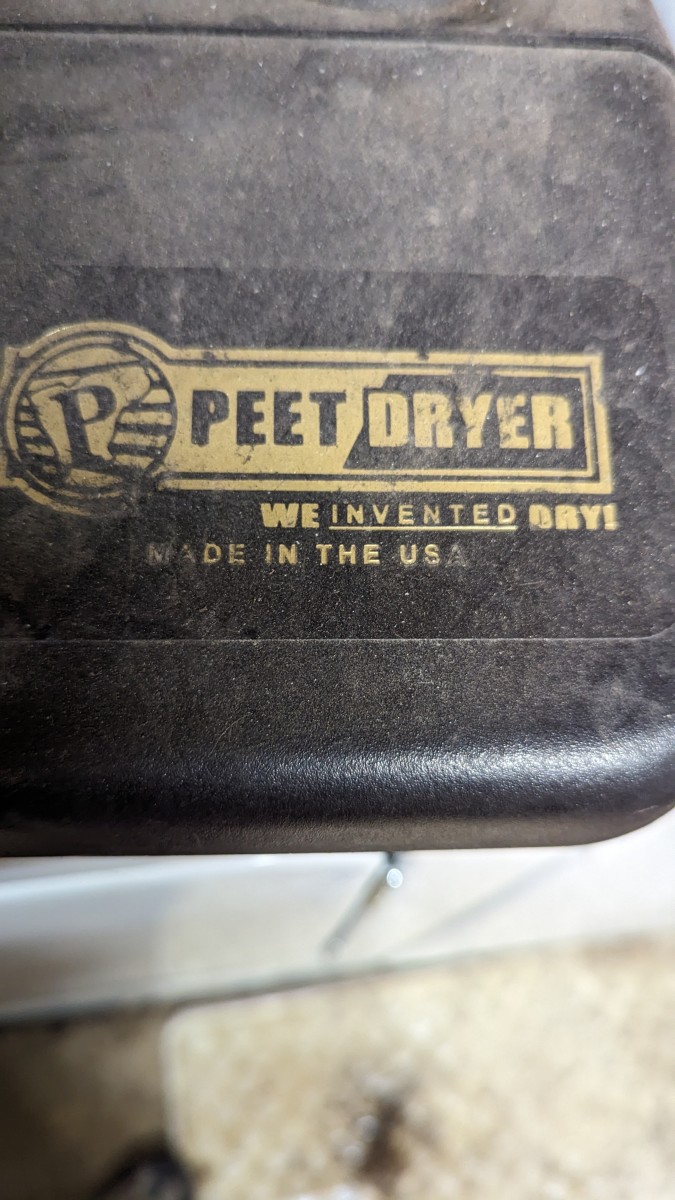 P PEET DRYER
WE INVENTED DRY!
MADE IN THE USA